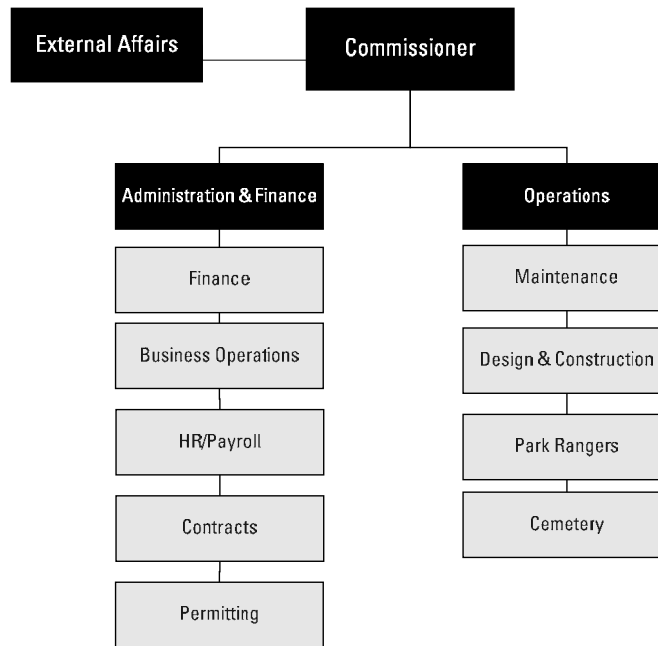 External Affairs
Commissioner
Administration & Finance
Operations
Finance
Business Operations
HR/Payroll
Contracts
Permitting
Maintenance
Design & Construction
Park Rangers
Cemetery